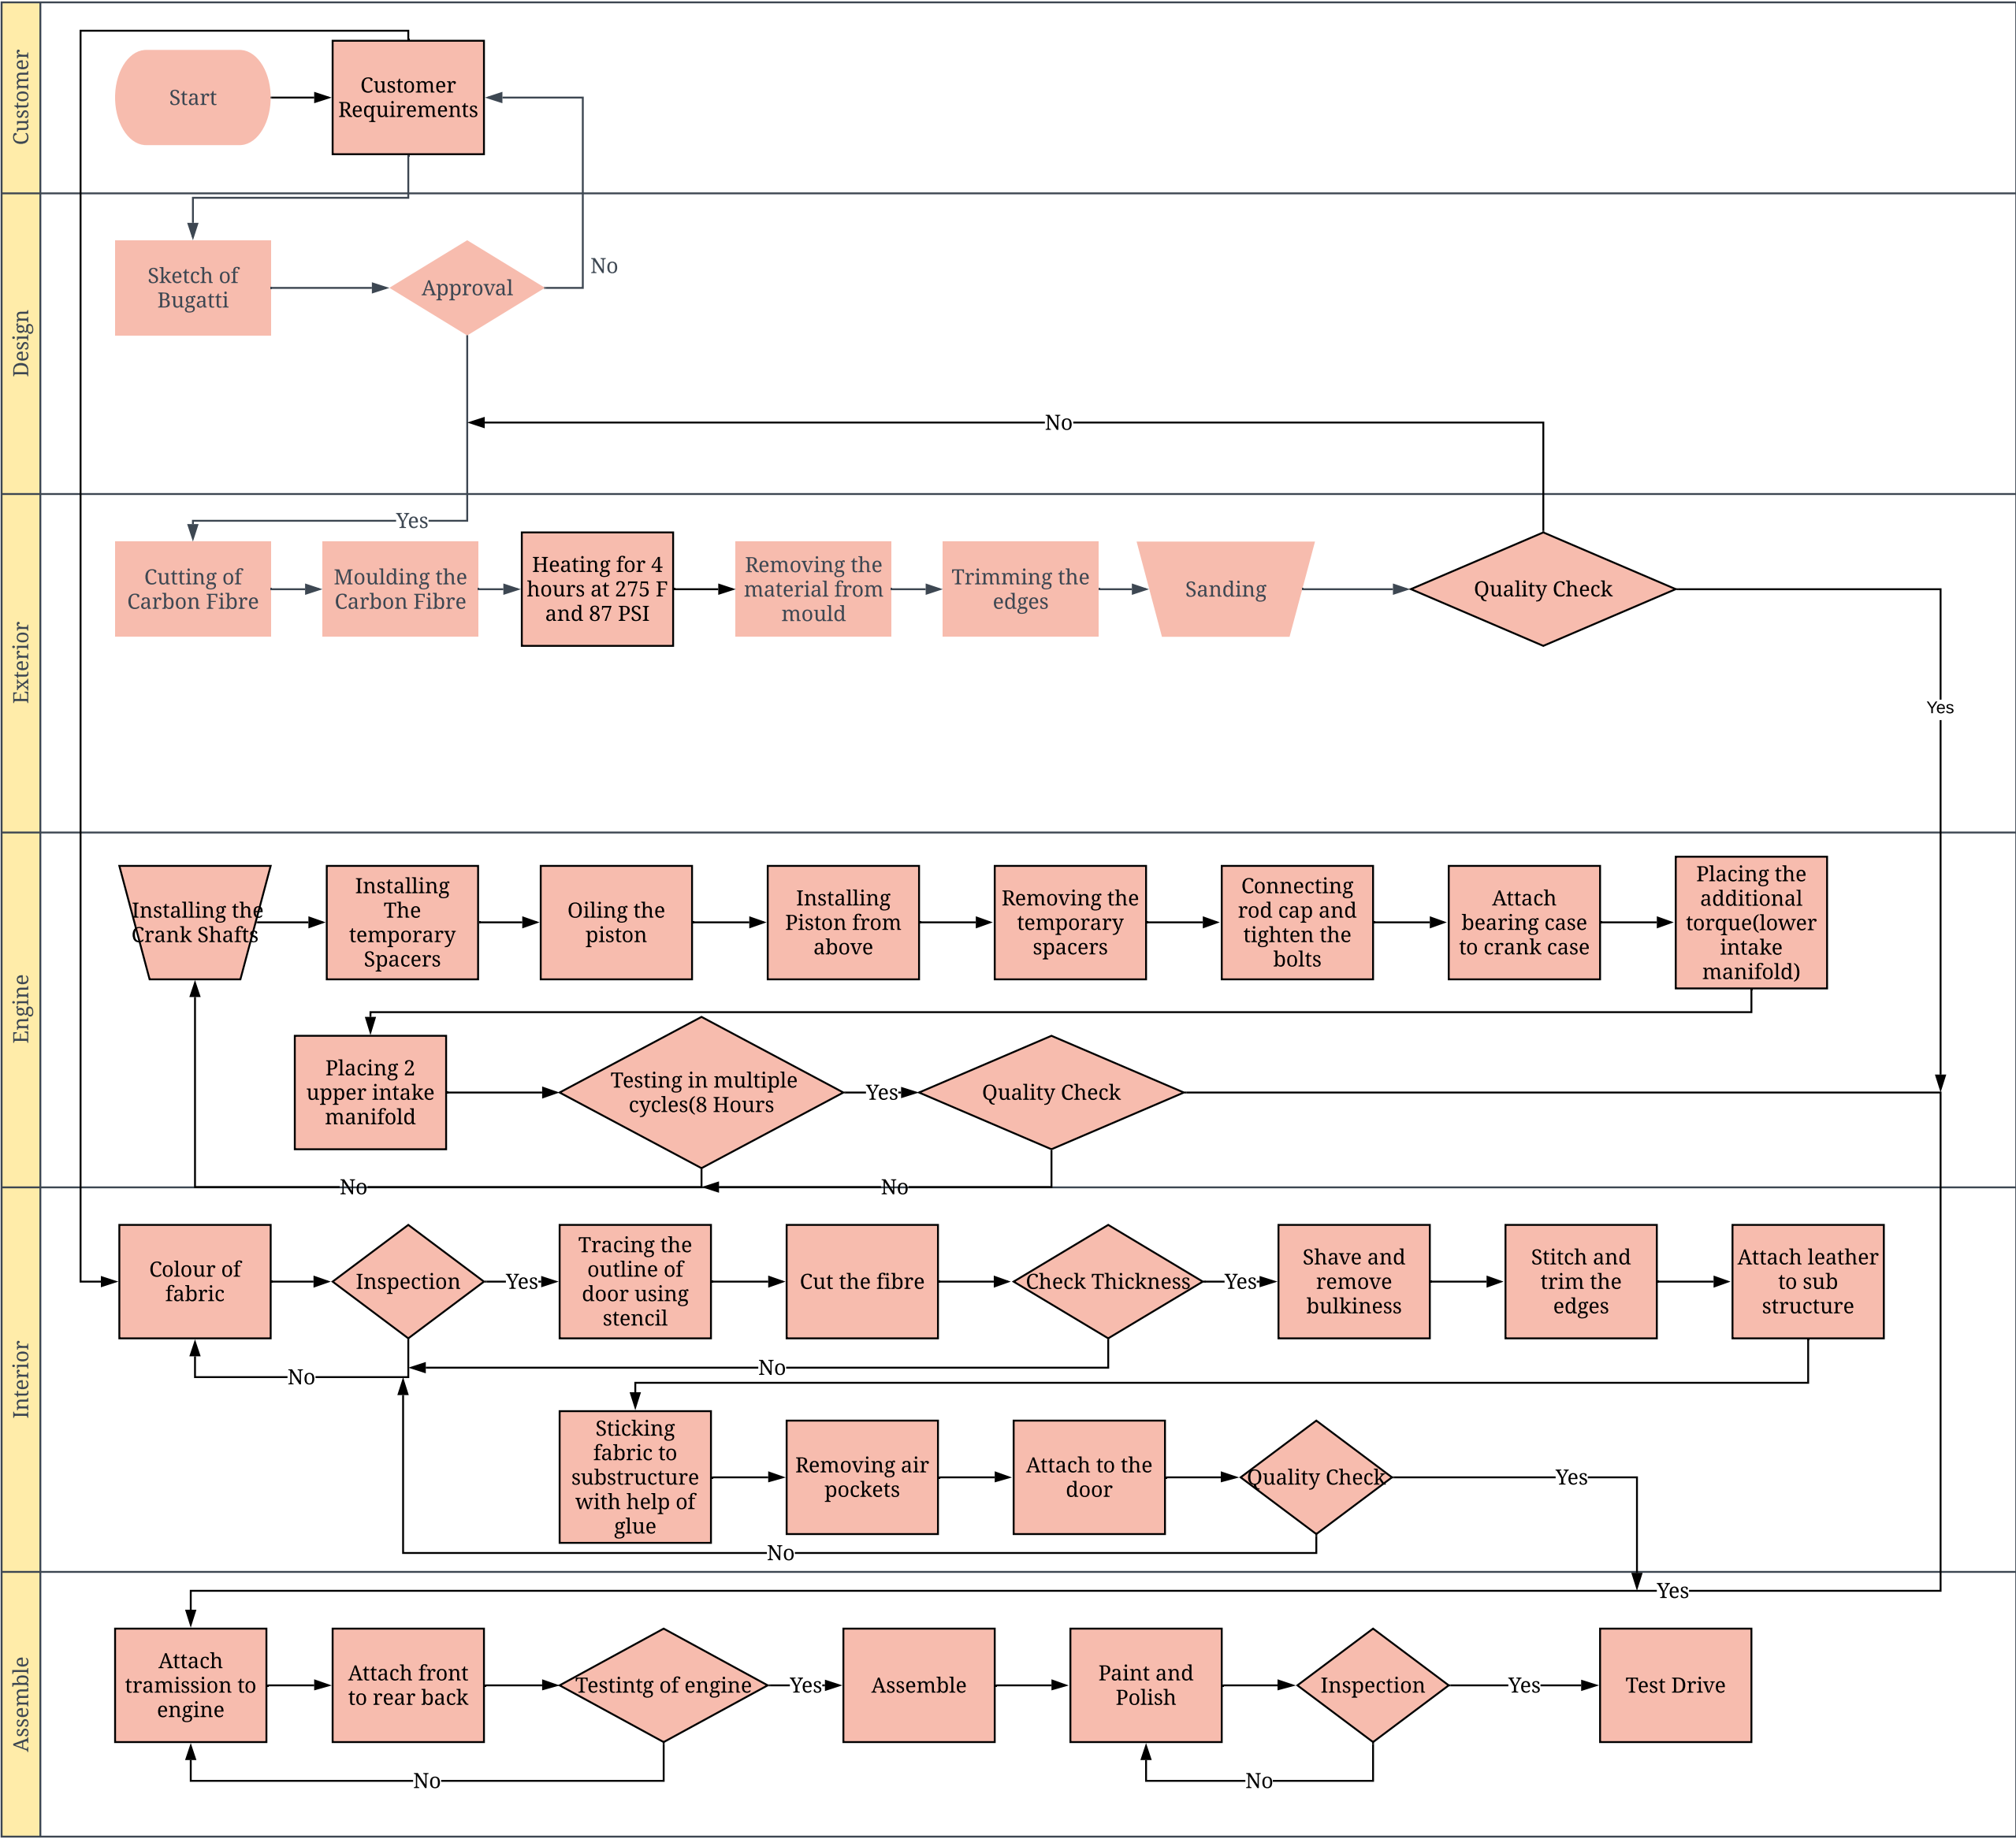 Customer
Start
Customer
Requirements
Design
Sketch of
Bugatti
Approval
No
No
Yes
Exterior
Cutting of
Carbon Fibre
Moulding the
Carbon Fibre
Heating for 4
hours at 275 F
and 87 PSI
Removing the
material from
mould
Trimming the
edges
Sanding
Quality Check
Yes
Engine
Installing the
Crank Shafts
Installing
The
temporary
Spacers
Oiling the
piston
Installing
Piston from
above
Removing the
temporary
spacers
Connecting
rod cap and
tighten the
bolts
Attach
bearing case
to crank case
Placing the
additional
torque(lower
intake
manifold)
Placing 2
upper intake
manifold
Testing in multiple
cycles(8 Hours
Yes
Quality Check
No
No
Interior
Colour of
fabric
Inspection
Yes
Tracing the
outline of
door using
stencil
Cut the fibre
Check Thickness
Yes
Shave and
remove
bulkiness
Stitch and
trim the
edges
Attach leather
to sub
structure
No
No
Sticking
fabric to
substructure
with help of
glue
Removing air
pockets
Attach to the
door
Quality Check
Yes
No
Yes
Assemble
Attach
tramission to
engine
Attach front
to rear back
Testintg of engine
Yes
Assemble
Paint and
Polish
Inspection
Yes
Test Drive
No
No